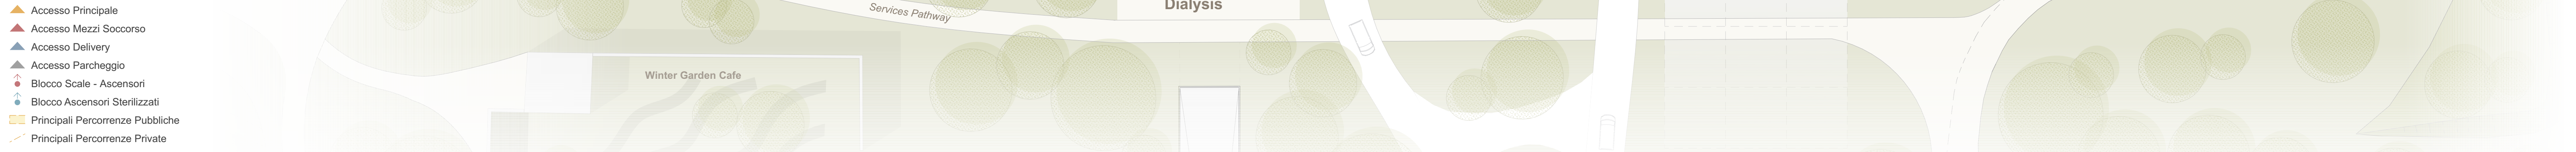 Accesso Principale
Accesso Mezzi Soccorso
Accesso Delivery
Accesso Parcheggio
Blocco Scale - Ascensori
Blocco Ascensori Sterilizzati
Principali Percorrenze Pubbliche
Principali Percorrenze Private
Winter Garden Cafe
Services Pathway
Dialysis